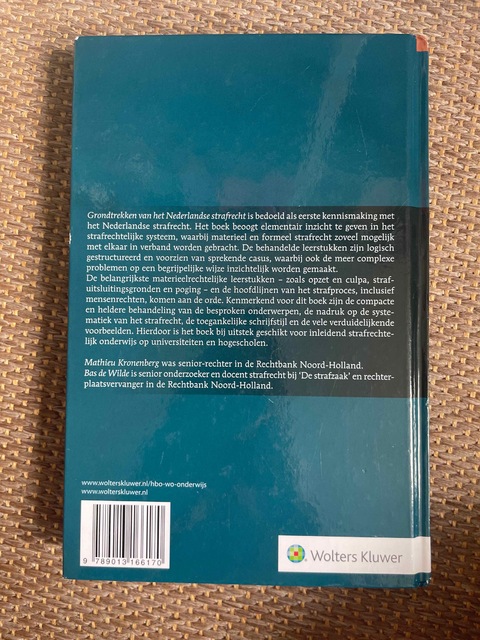 Grondtrekken van het Nederlandse strafrecht is bedoeld als eerste kennismaking met
het Nederlandse strafrecht. Het boek beoogt elementair inzicht te geven in het
strafrechtelijke systeem, waarbij materieel en formeel strafrecht zoveel mogelijk
met elkaar in verband worden gebracht. De behandelde leerstukken zijn logisch
gestructureerd en voorzien van sprekende casus, waarbij ook de meer complexe
problemen op een begrijpelijke wijze inzichtelijk worden gemaakt.
De belangrijkste materieelrechtelijke leerstukken – zoals opzet en culpa, straf-
uitsluitingsgronden en poging – en de hoofdlijnen van het strafproces, inclusief
mensenrechten, komen aan de orde. Kenmerkend voor dit boek zijn de compacte
en heldere behandeling van de besproken onderwerpen, de nadruk op de syste-
matiek van het strafrecht, de toegankelijke schrijfstijl en de vele verduidelijkende
voorbeelden. Hierdoor is het boek bij uitstek geschikt voor inleidend strafrechte-
lijk onderwijs op universiteiten en hogescholen.
Mathieu Kronenberg was senior-rechter in de Rechtbank Noord-Holland.
Bas de Wilde is senior onderzoeker en docent strafrecht bij 'De strafzaak' en rechter-
plaatsvervanger in de Rechtbank Noord-Holland.
www.wolterskluwer.nl/hbo-wo-onderwijs
www.wolterskluwer.nl
9 789013 166170
Wolters Kluwer